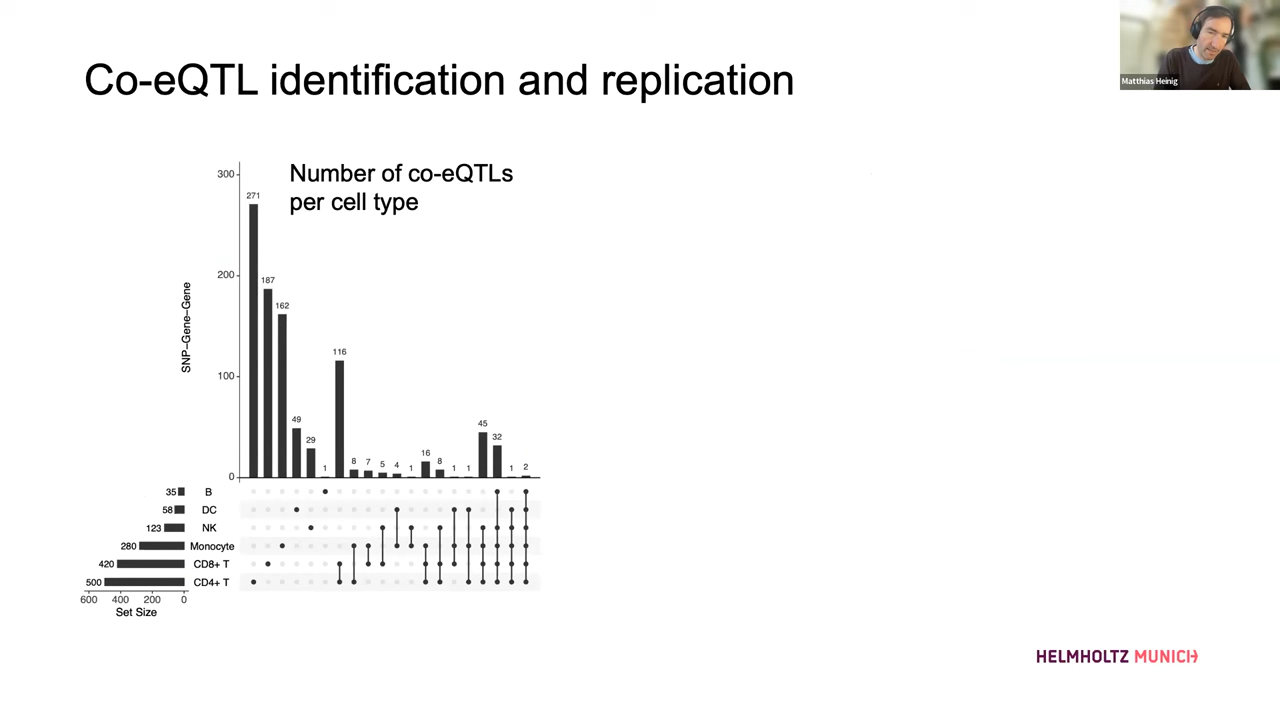 Matthias Heinig
Co-eQTL identification and replication
Number of co-eQTLs
per cell type
SNP−Gene−Gene
300
200
100
0
271
187
162
49
29
1
116
8
7
5
4
1
16
8
1
1
45
32
1
2
35 B
58 DC
123 NK
280 Monocyte
420 CD8+ T
500 CD4+ T
600 400 200 0
Set Size
HELMHOLTZ MUNICH